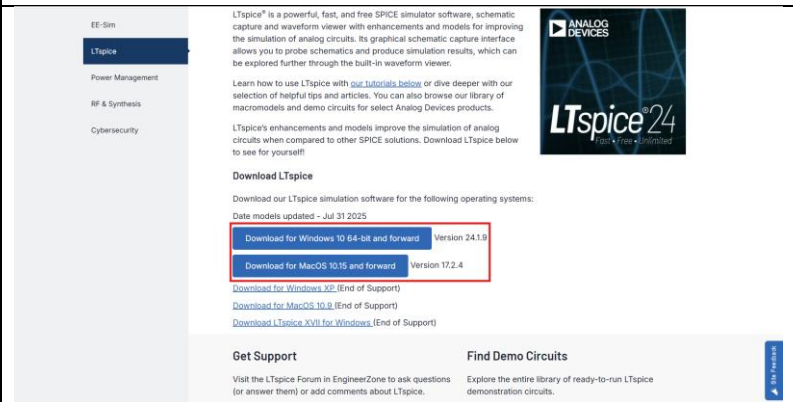 EE-Sim
LTspice
Power Management
RF & Synthesis
Cybersecurity
LTspice® is a powerful, fast, and free SPICE simulator software, schematic
capture and waveform viewer with enhancements and models for improving
the simulation of analog circuits. Its graphical schematic capture interface
allows you to probe schematics and produce simulation results, which can
be explored further through the built-in waveform viewer.
Learn how to use LTspice with our tutorials below or dive deeper with our
selection of helpful tips and articles. You can also browse our library of
macromodels and demo circuits for select Analog Devices products.
LTspice's enhancements and models improve the simulation of analog
circuits when compared to other SPICE solutions. Download LTspice below
to see for yourself!
ANALOG
DEVICES
LTspice®24
Fast • Free • Unlimited
Download LTspice
Download our LTspice simulation software for the following operating systems:
Date models updated - Jul 31 2025
Download for Windows 10 64-bit and forward Version 24.1.9
Download for MacOS 10.15 and forward Version 17.2.4
Download for Windows XP (End of Support)
Download for MacOS 10.9 (End of Support)
Download LTspice XVII for Windows (End of Support)
Get Support
Visit the LTspice Forum in EngineerZone to ask questions
(or answer them) or add comments about LTspice.
Find Demo Circuits
Explore the entire library of ready-to-run LTspice
demonstration circuits.
Site Feedback